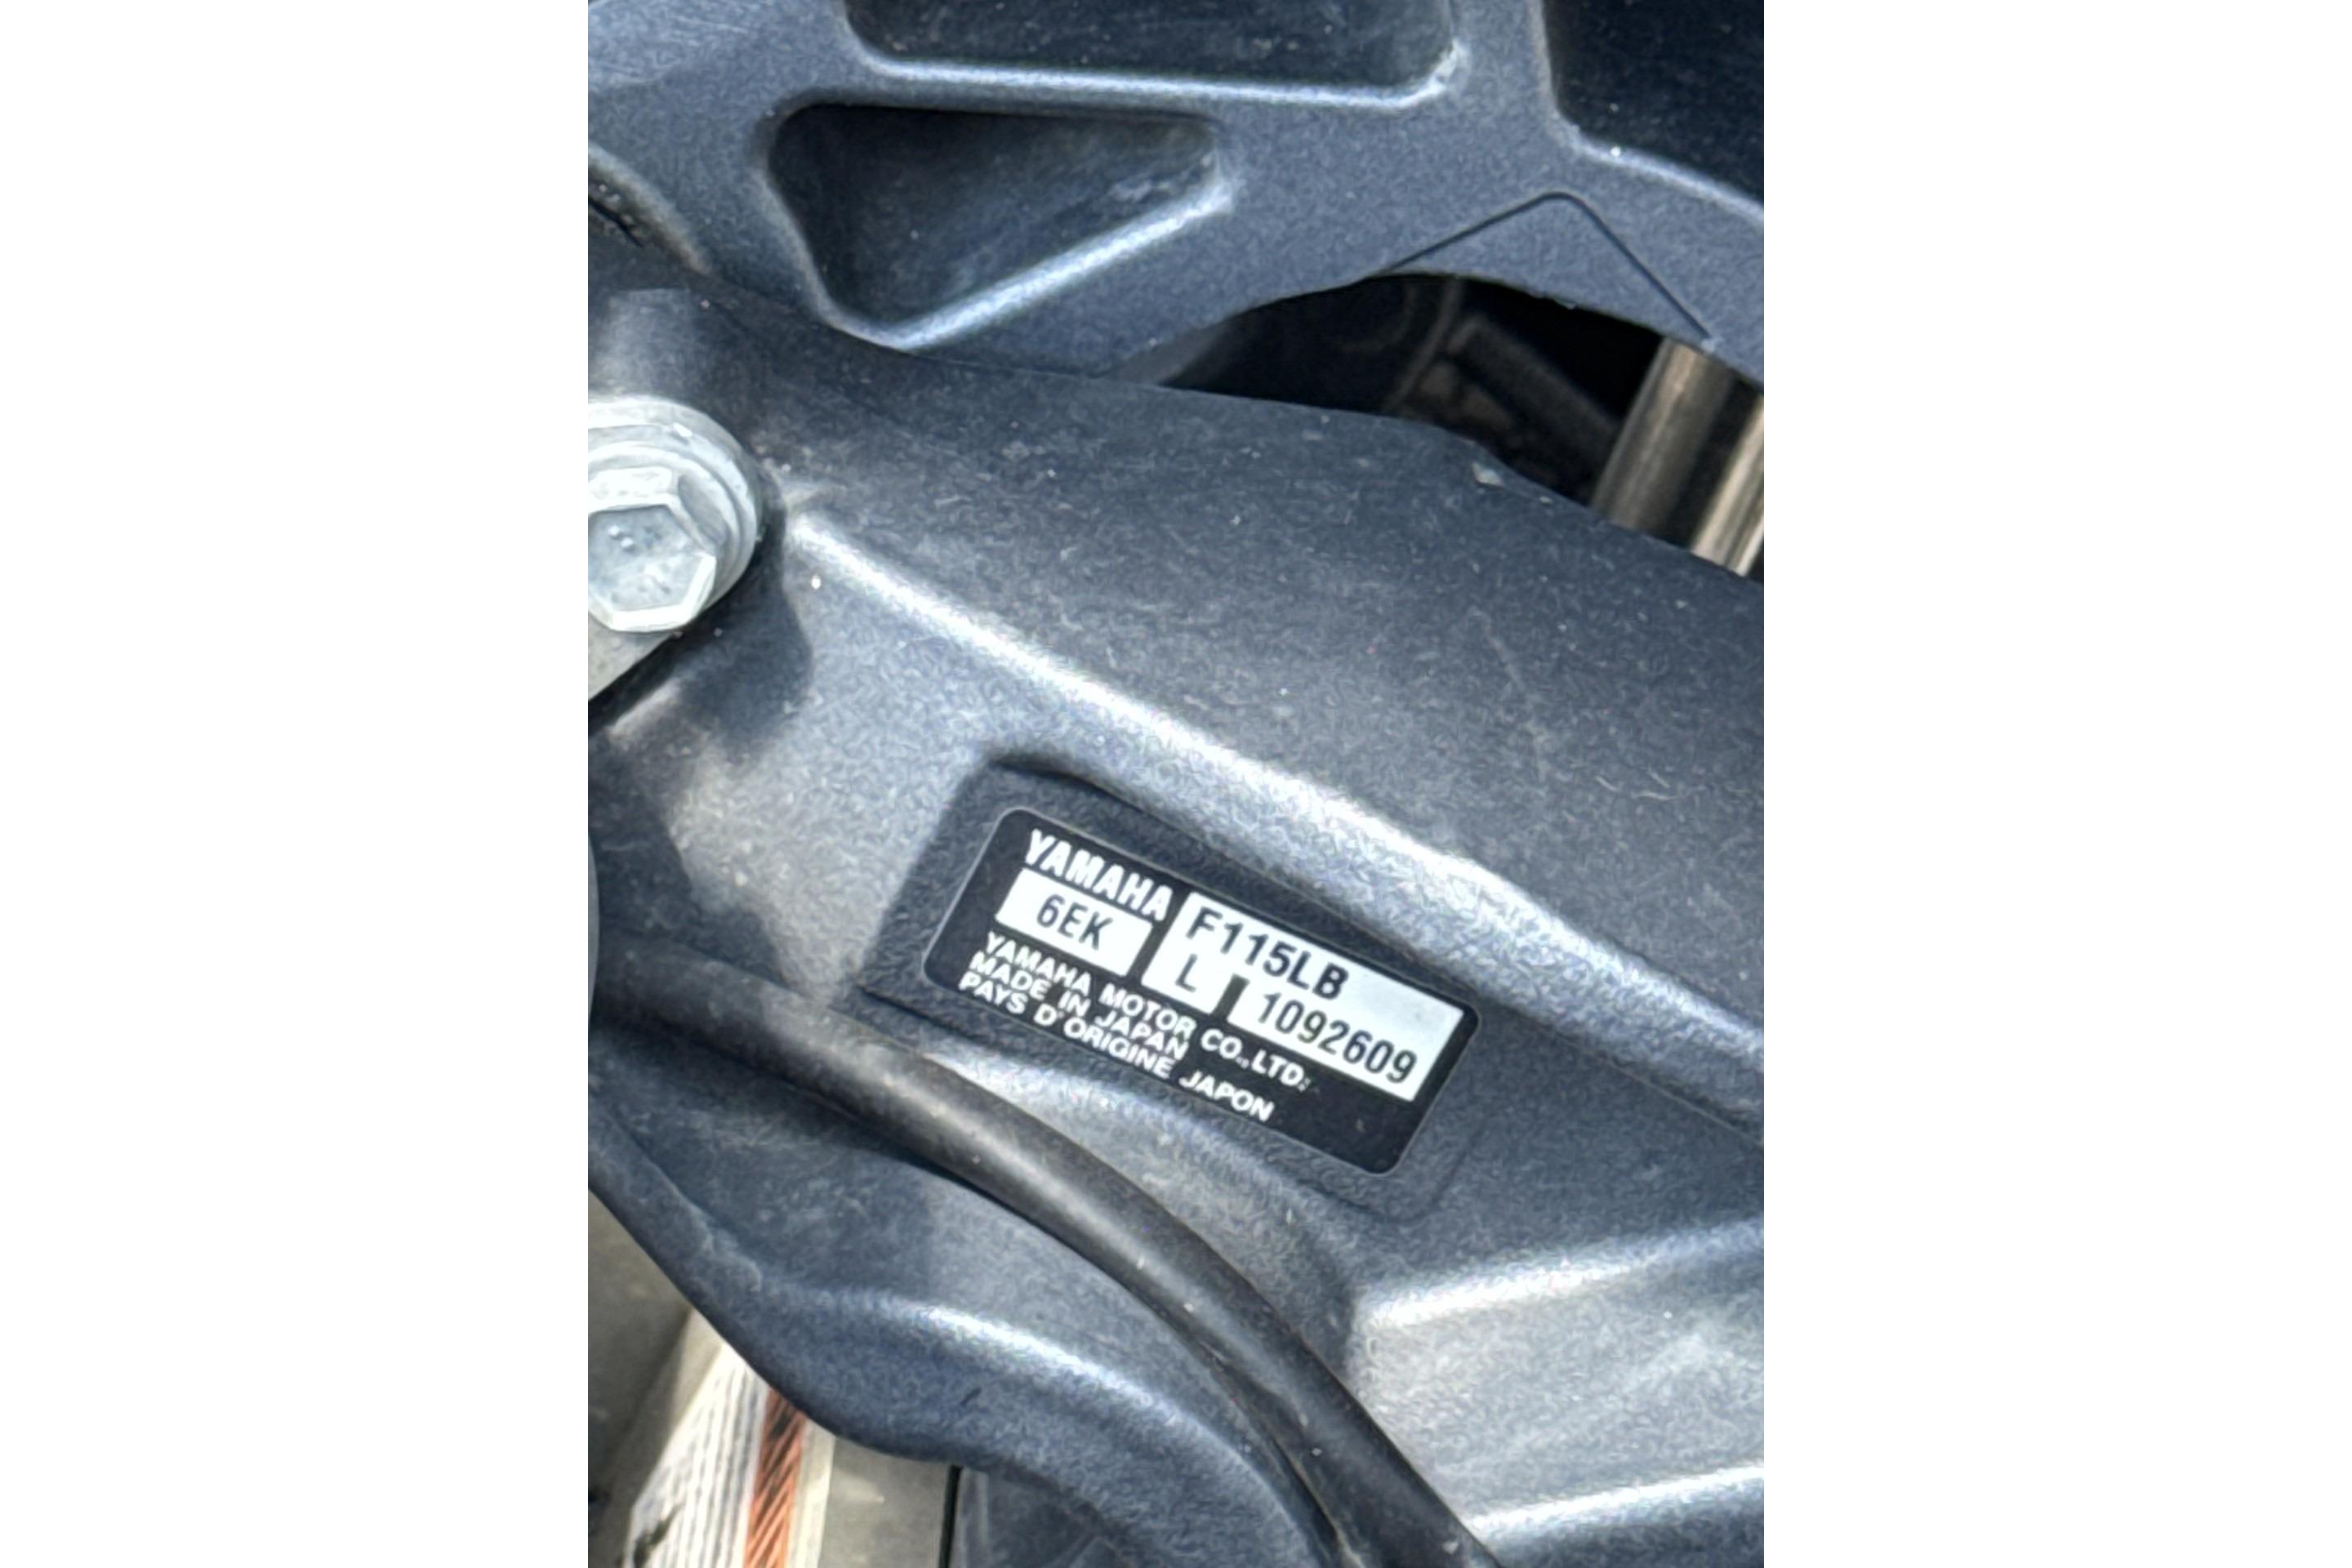 YAMAHA F115LB
6EK L 1092609
YAMAHA MOTOR CO.,LTD.
MADE IN JAPAN
PAYS D'ORIGINE JAPON